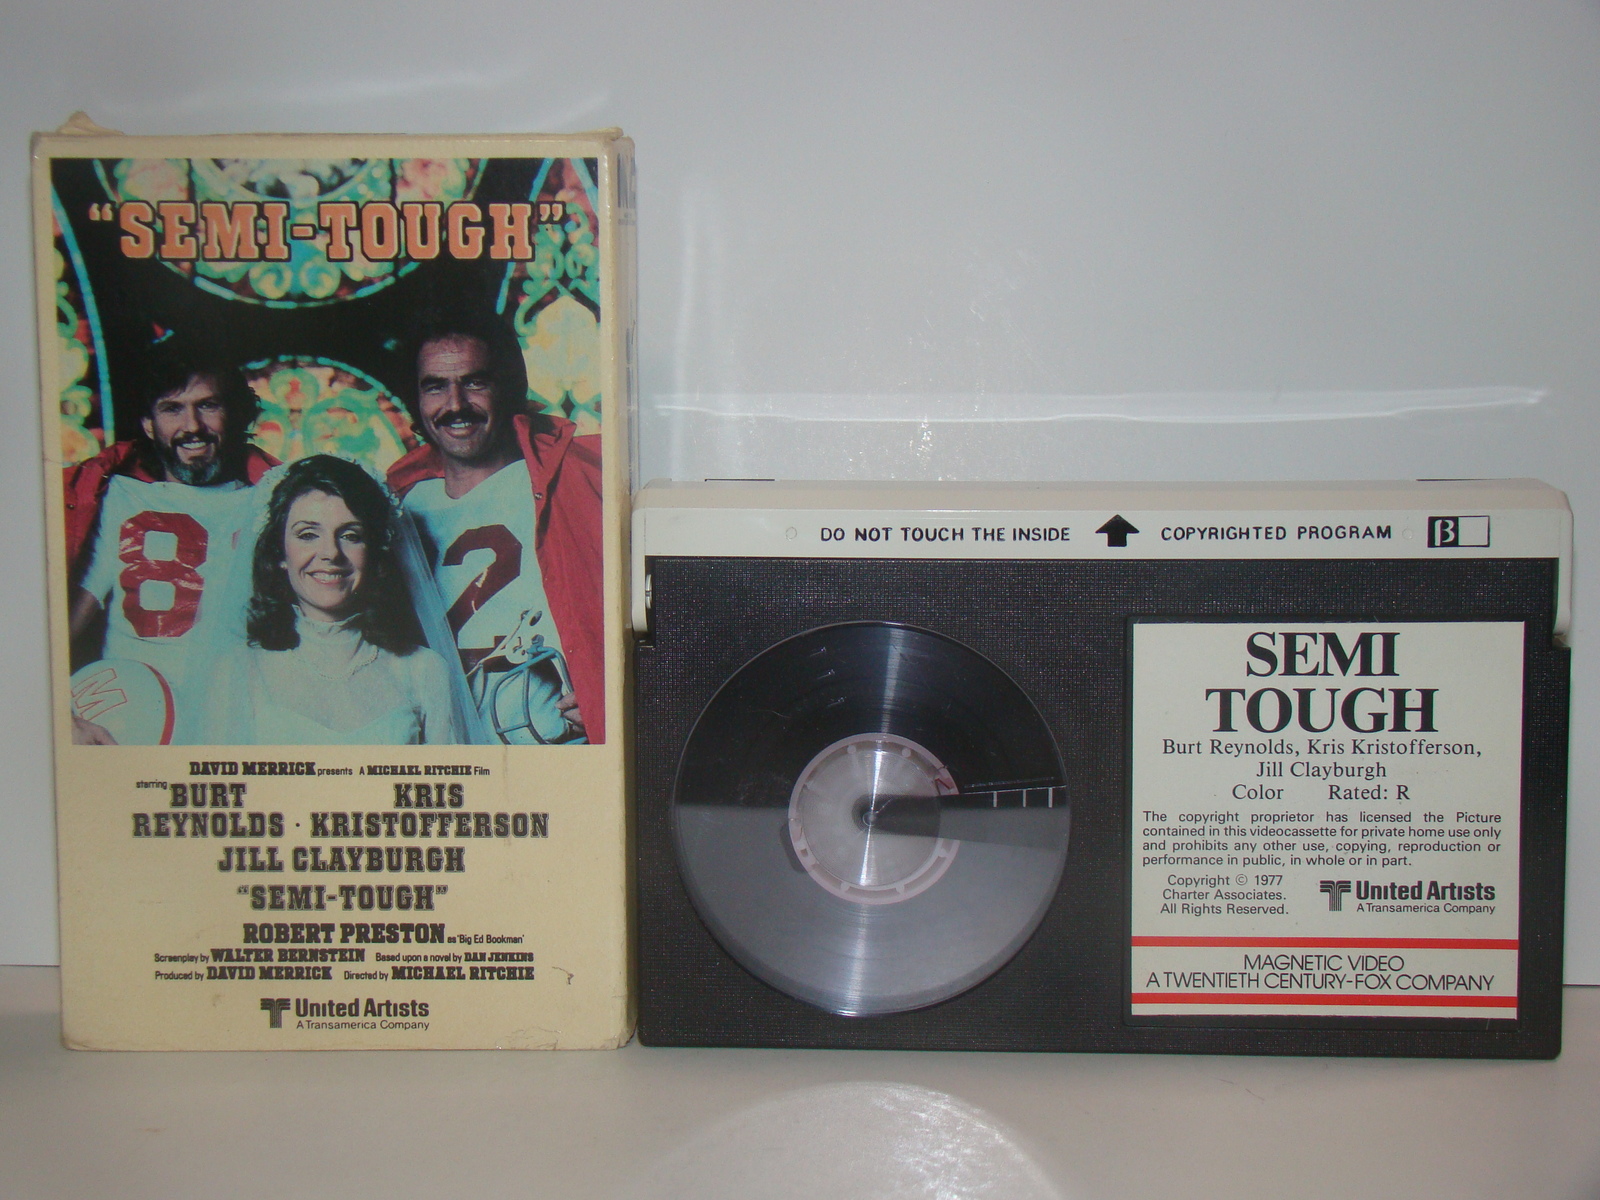 "SEMI-TOUGH"
8
2
M
DAVID MERRICK presents A MICHAEL RITCHIE Film
starring BURT KRIS
REYNOLDS · KRISTOFFERSON
JILL CLAYBURGH
"SEMI-TOUGH"
ROBERT PRESTON as 'Big Ed Bookman'
Screenplay by WALTER BERNSTEIN Based upon a novel by DAN JENKINS
Produced by DAVID MERRICK Directed by MICHAEL RITCHIE
United Artists
A Transamerica Company
DO NOT TOUCH THE INSIDE COPYRIGHTED PROGRAM β
SEMI
TOUGH
Burt Reynolds, Kris Kristofferson,
Jill Clayburgh
Color Rated: R
The copyright proprietor has licensed the Picture
contained in this videocassette for private home use only
and prohibits any other use, copying, reproduction or
performance in public, in whole or in part.
Copyright © 1977
Charter Associates.
All Rights Reserved.
United Artists
A Transamerica Company
MAGNETIC VIDEO
A TWENTIETH CENTURY-FOX COMPANY